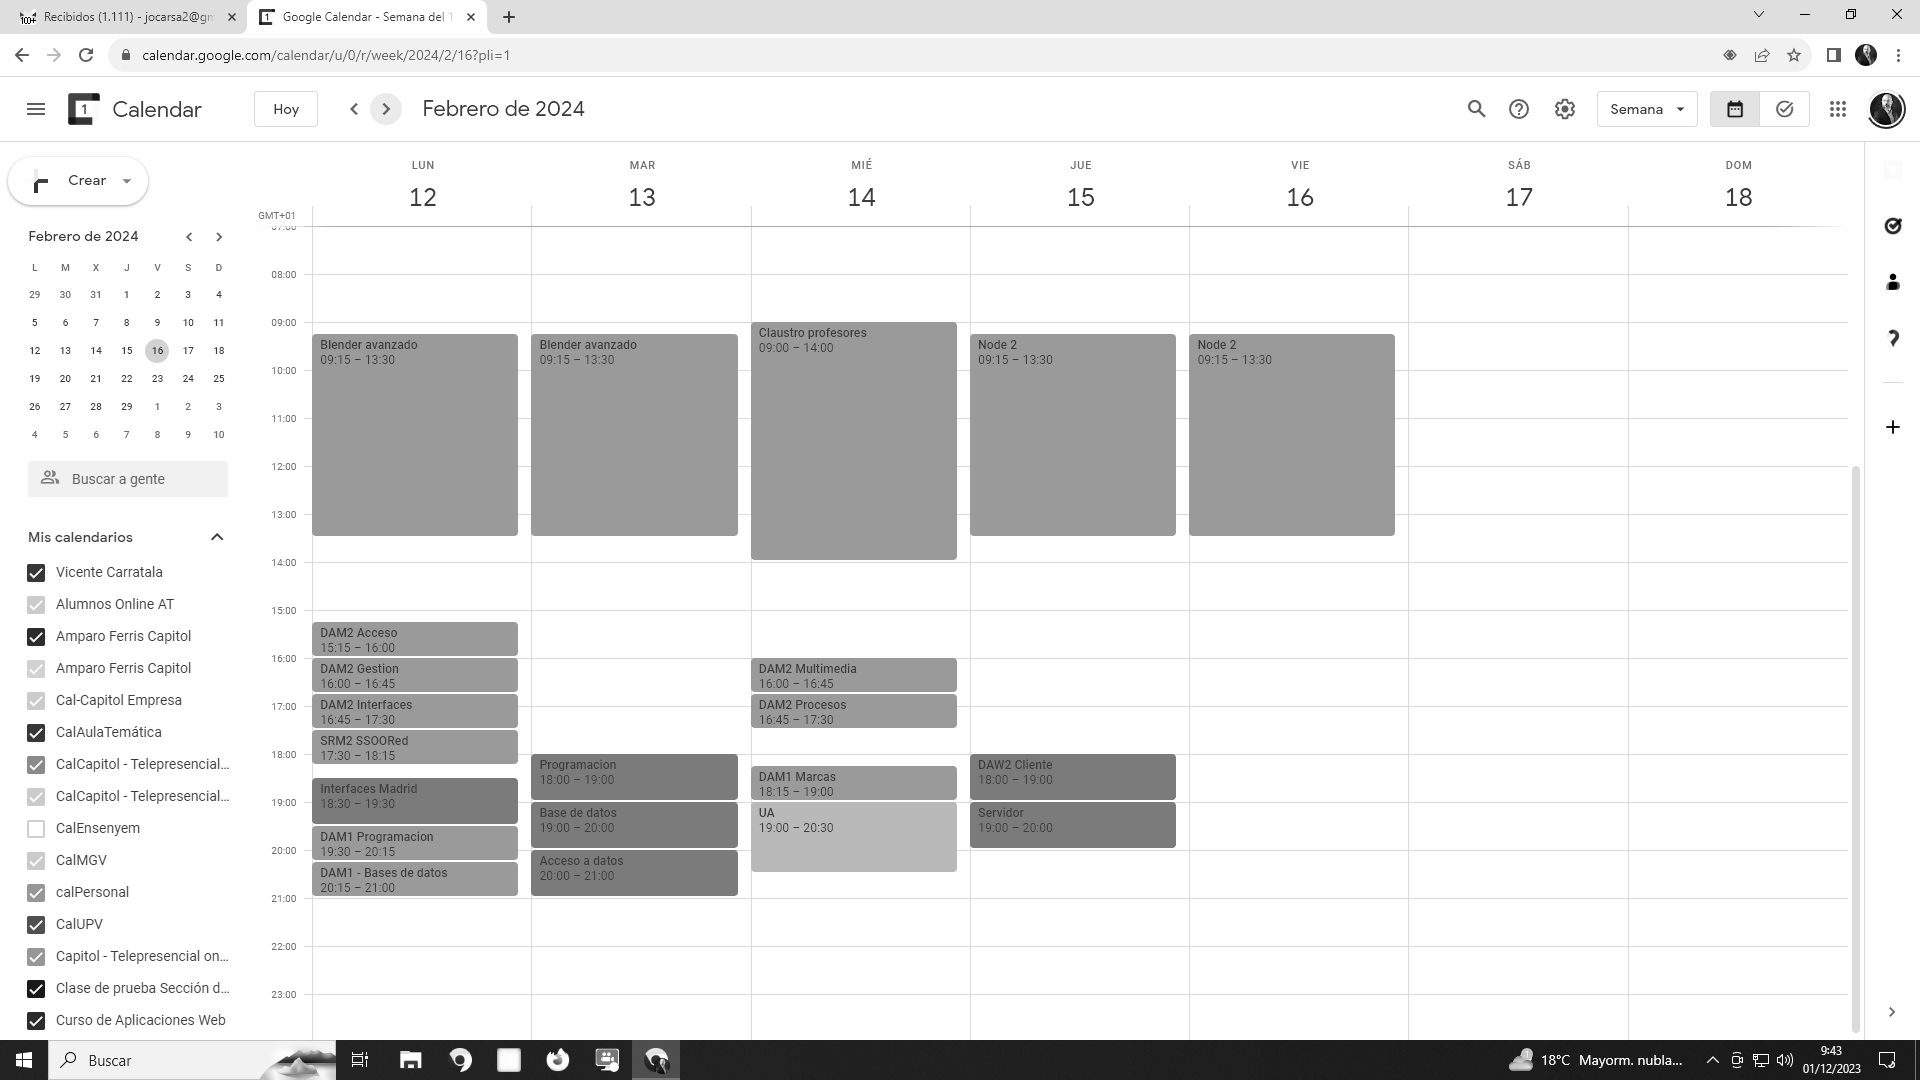 Recibidos (1.111) - jocarsa2@gm
Google Calendar - Semana del 1
calendar.google.com/calendar/u/0/r/week/2024/2/16?pli=1
1
Calendar
Hoy
Febrero de 2024
Semana
Crear
Febrero de 2024
L M X J V S D
29 30 31 1 2 3 4
5 6 7 8 9 10 11
12 13 14 15 16 17 18
19 20 21 22 23 24 25
26 27 28 29 1 2 3
4 5 6 7 8 9 10
Buscar a gente
Mis calendarios
Vicente Carratala
Alumnos Online AT
Amparo Ferris Capitol
Amparo Ferris Capitol
Cal-Capitol Empresa
CalAulaTemática
CalCapitol - Telepresencial...
CalCapitol - Telepresencial...
CalEnsenyem
CalMGV
calPersonal
CalUPV
Capitol - Telepresencial on...
Clase de prueba Sección d...
Curso de Aplicaciones Web
LUN MAR MIÉ JUE VIE SÁB DOM
12 13 14 15 16 17 18
GMT+01
07:00
08:00
09:00
10:00
11:00
12:00
13:00
14:00
15:00
16:00
17:00
18:00
19:00
20:00
21:00
22:00
23:00
Blender avanzado
09:15 – 13:30
DAM2 Acceso
15:15 – 16:00
DAM2 Gestion
16:00 – 16:45
DAM2 Interfaces
16:45 – 17:30
SRM2 SSOORed
17:30 – 18:15
Interfaces Madrid
18:30 – 19:30
DAM1 Programacion
19:30 – 20:15
DAM1 - Bases de datos
20:15 – 21:00
Blender avanzado
09:15 – 13:30
Programacion
18:00 – 19:00
Base de datos
19:00 – 20:00
Acceso a datos
20:00 – 21:00
Claustro profesores
09:00 – 14:00
DAM2 Multimedia
16:00 – 16:45
DAM2 Procesos
16:45 – 17:30
DAM1 Marcas
18:15 – 19:00
UA
19:00 – 20:30
Node 2
09:15 – 13:30
DAW2 Cliente
18:00 – 19:00
Servidor
19:00 – 20:00
Node 2
09:15 – 13:30
Buscar
18°C Mayorm. nubla...
9:43
01/12/2023